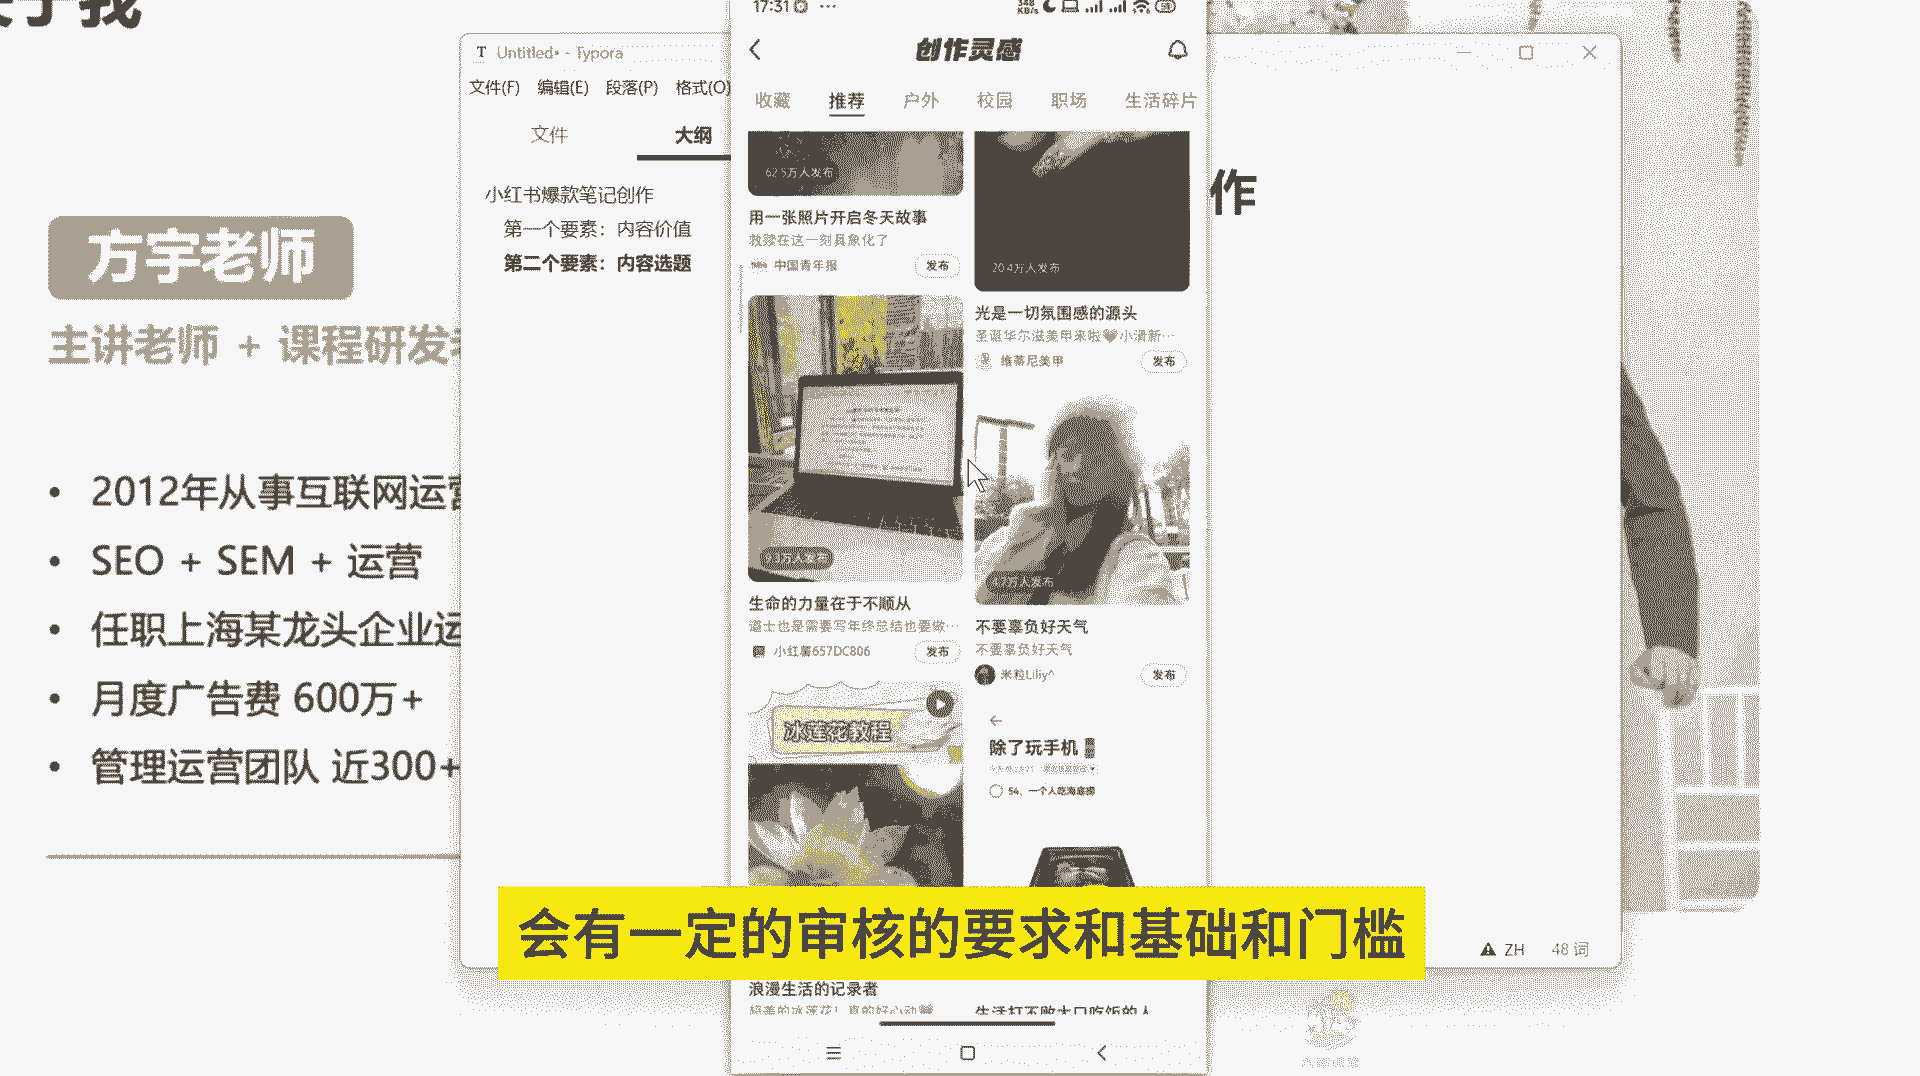 于我
方宇老师
主讲老师 + 课程研发
2012年从事互联网运营
SEO + SEM + 运营
任职上海某龙头企业运
月度广告费 600万+
管理运营团队 近300+
Untitled• - Typora
文件(F) 编辑(E) 段落(P) 格式(O)
文件 大纲
小红书爆款笔记创作
第一个要素：内容价值
第二个要素：内容选题
作
17:31
创作灵感
收藏 推荐 户外 校园 职场 生活碎片
62.5万人发布
用一张照片开启冬天故事
救赎在这一刻具象化了
中国青年报 发布
9.3万人发布
生命的力量在于不顺从
道士也是需要写年终总结也要做…
小红薯657DC806 发布
冰莲花教程
浪漫生活的记录者
20.4万人发布
光是一切氛围感的源头
圣诞华尔滋美甲来啦🤎小清新…
维蒂尼美甲 发布
4.7万人发布
不要辜负好天气
不要辜负好天气
米粒Liliy^ 发布
除了玩手机
54、一个人吃海底捞
生活打不败大口吃饭的人
会有一定的审核的要求和基础和门槛
ZH 48 词